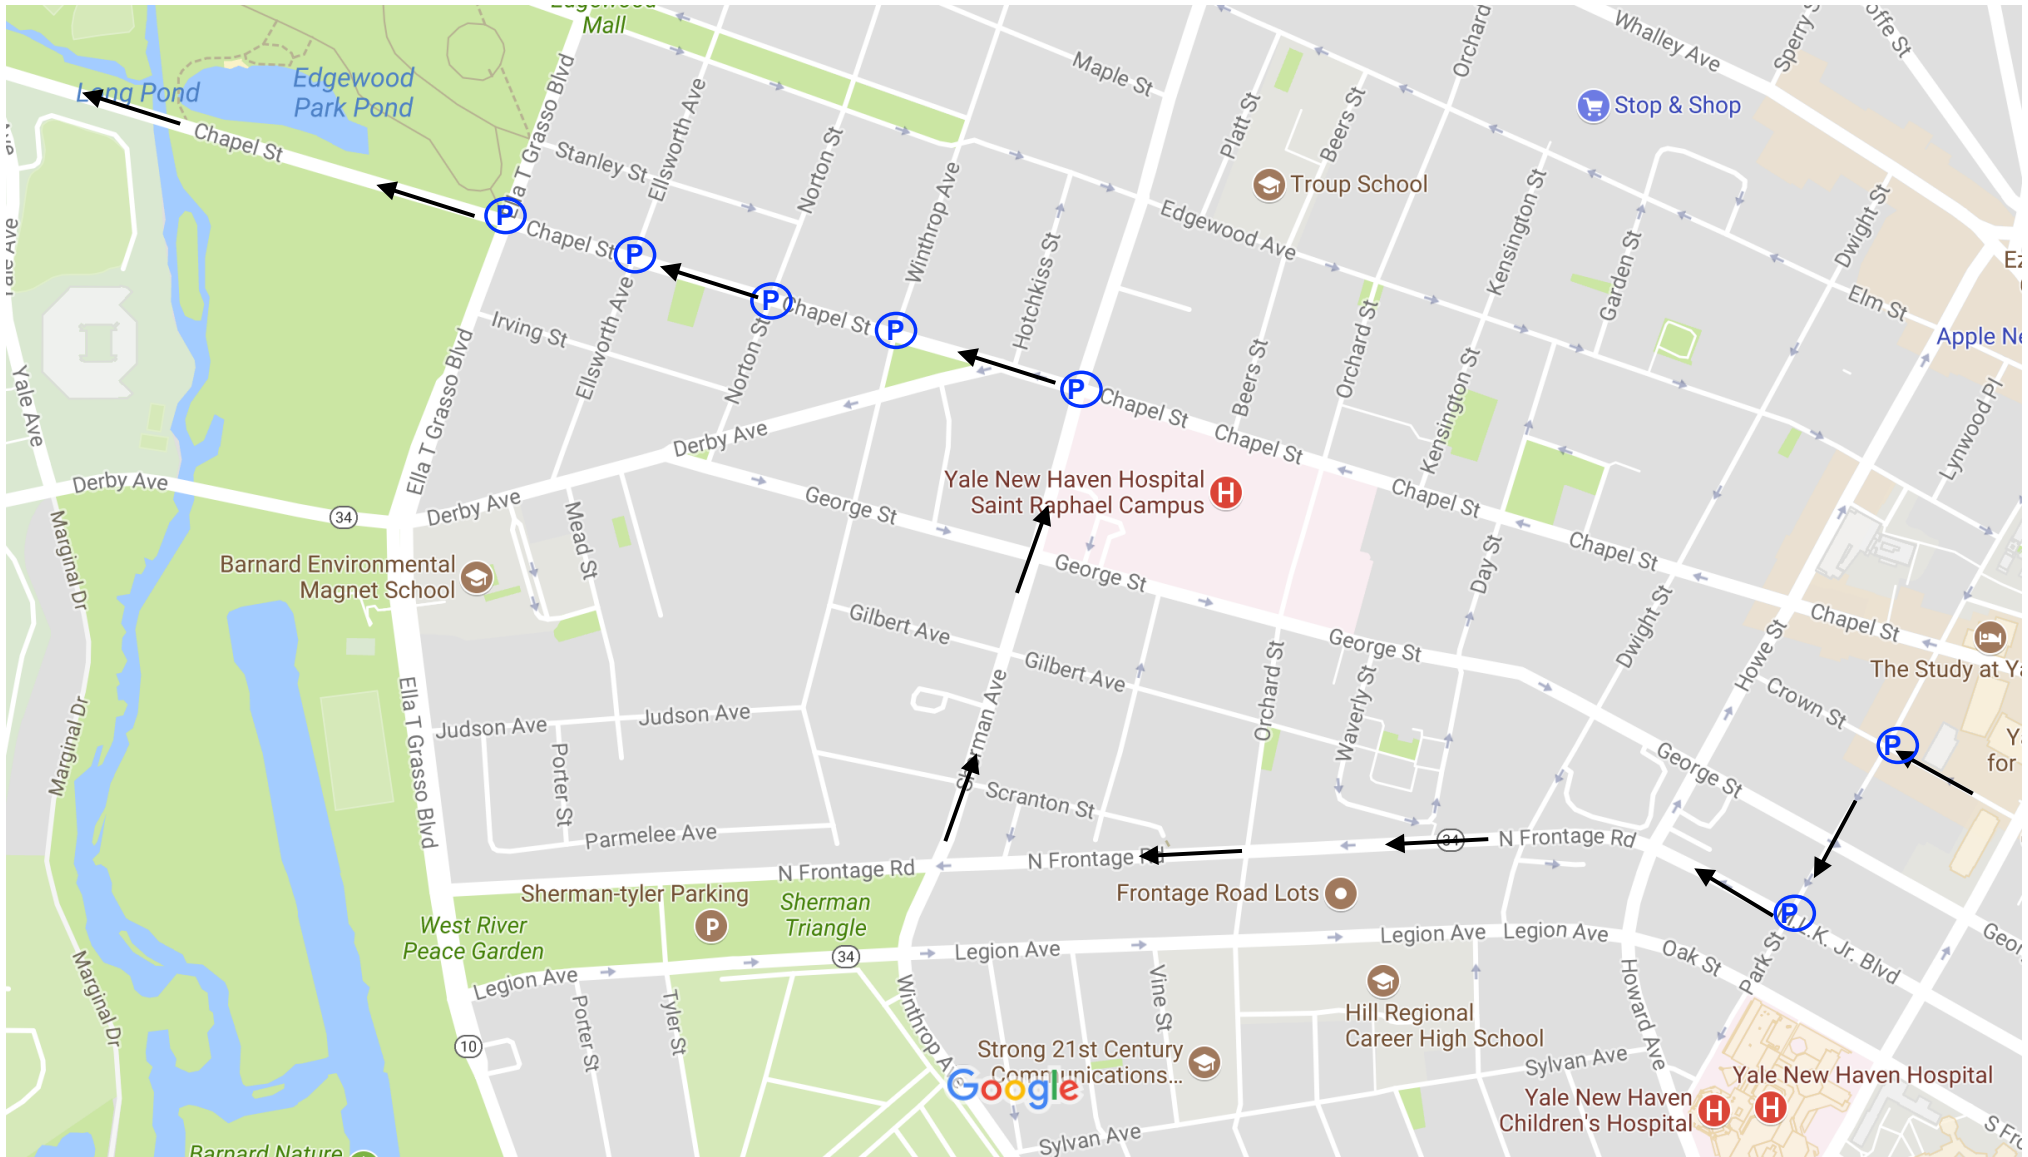 Edgewood
Mall
Maple St
Orchard
Whalley Ave
Sperry S
offe St
Long Pond
Edgewood
Park Pond
Chapel St
Ella T Grasso Blvd
Ellsworth Ave
Stanley St
Norton St
Winthrop Ave
Hotchkiss St
Platt St
Beers St
Troup School
Stop & Shop
Edgewood Ave
Kensington St
Garden St
Dwight St
Elm St
Ez
Apple Ne
Yale Ave
P
Chapel St
P
P
Chapel St
P
P
Chapel St
Chapel St
Irving St
Ellsworth Ave
Norton St
Ella T Grasso Blvd
Yale Ave
Beers St
Orchard St
Kensington St
Lynwood Pl
Derby Ave
Derby Ave
34
Derby Ave
Yale New Haven Hospital
Saint Raphael Campus
H
Chapel St
Chapel St
Chapel St
George St
George St
George St
George St
Mead St
Marginal Dr
Barnard Environmental
Magnet School
Gilbert Ave
Gilbert Ave
Day St
Dwight St
Howe St
Crown St
The Study at Ya
Ya
for
P
Orchard St
Waverly St
Sherman Ave
Ella T Grasso Blvd
Judson Ave
Judson Ave
Porter St
Marginal Dr
Parmelee Ave
Scranton St
N Frontage Rd
N Frontage Rd
34
N Frontage Rd
Sherman-tyler Parking
P
Sherman
Triangle
Frontage Road Lots
West River
Peace Garden
Legion Ave
34
Legion Ave
Legion Ave
Legion Ave
Oak St
P
M.L.K. Jr. Blvd
Park St
Geor
Marginal Dr
10
Porter St
Tyler St
Winthrop Ave
Vine St
Howard Ave
Hill Regional
Career High School
Strong 21st Century
Communications...
Google
Sylvan Ave
Sylvan Ave
Yale New Haven Hospital
H
Yale New Haven
Children's Hospital
H
S Fro
Barnard Nature